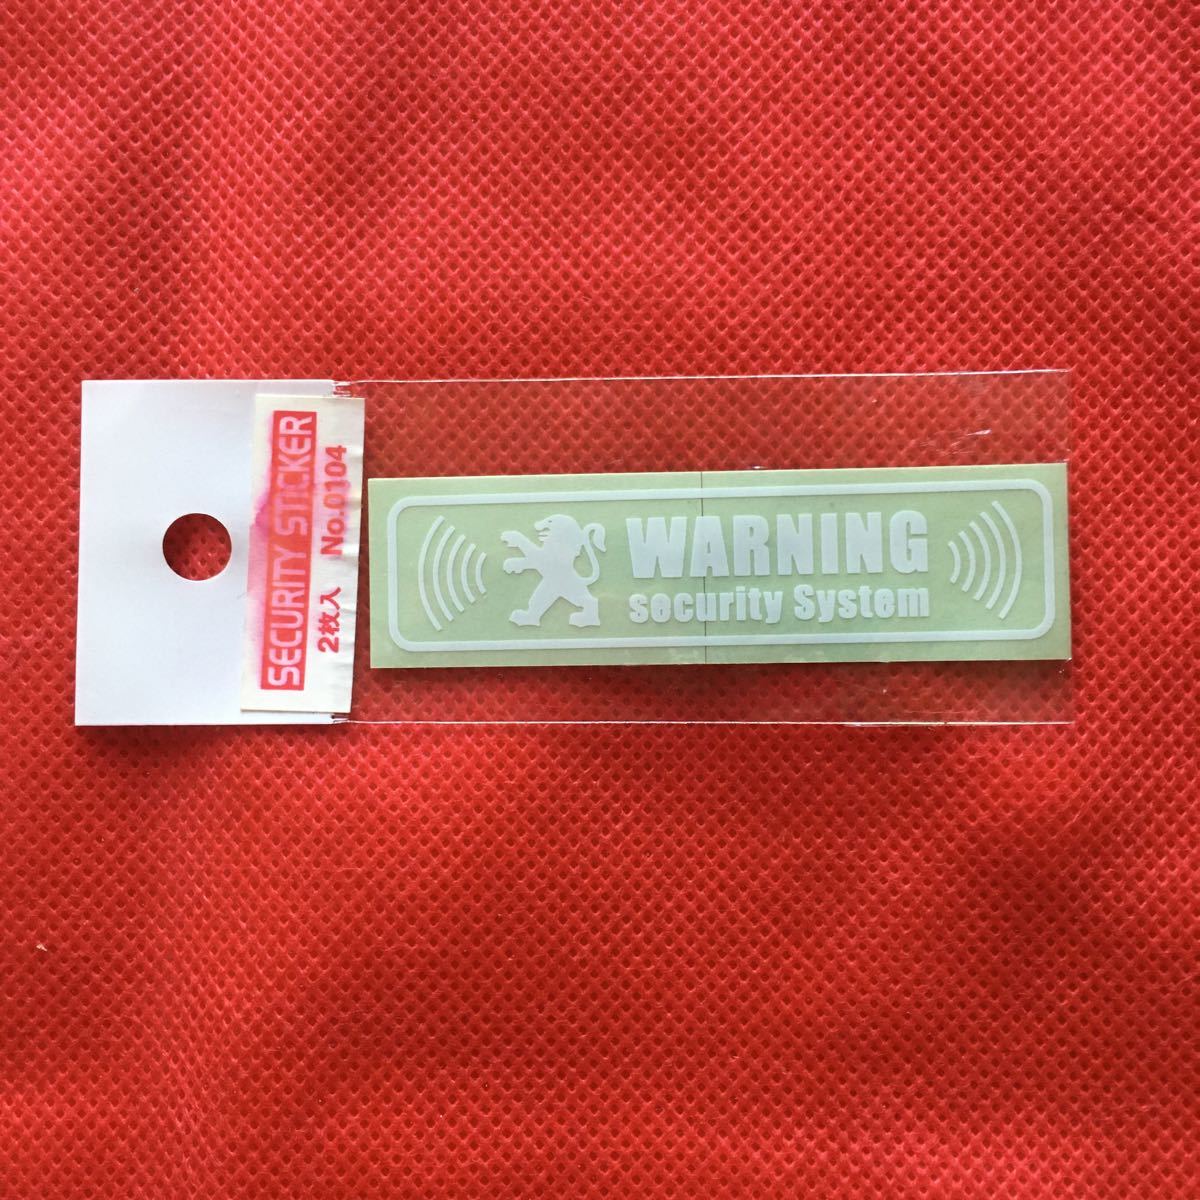 SECURITY STICKER
2枚入 No.0104
WARNING
security System